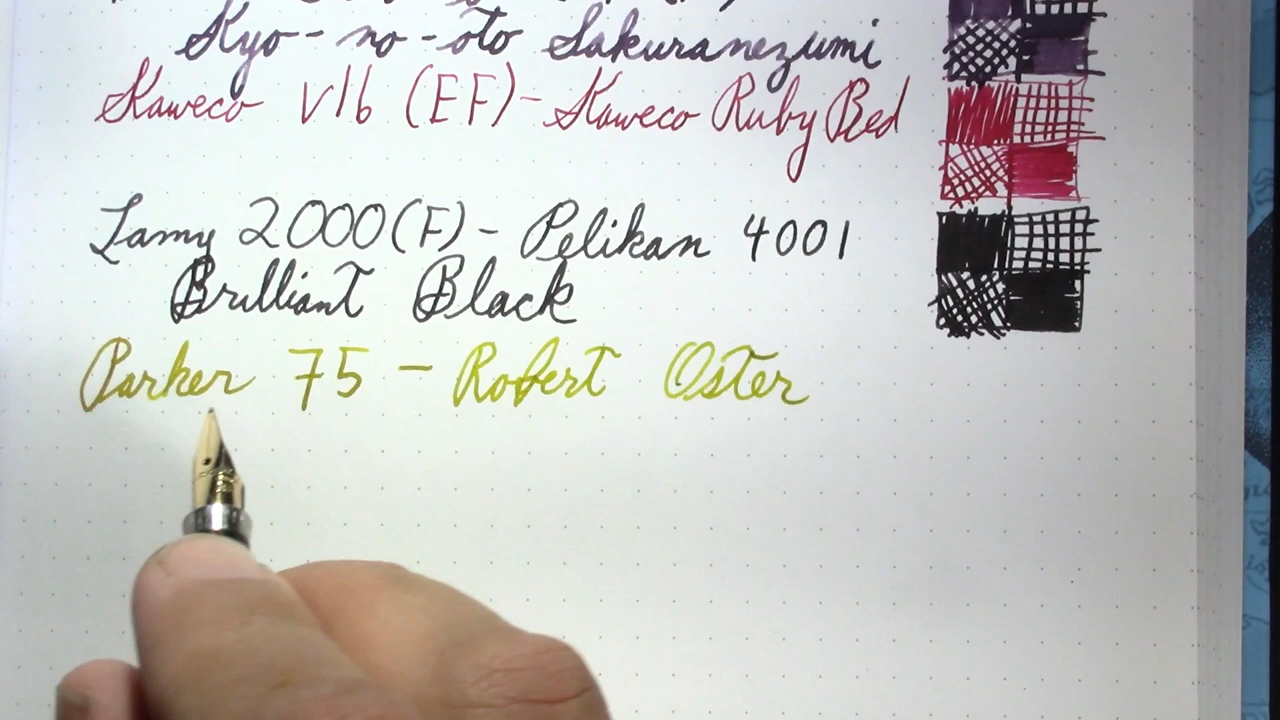 Kyo-no-oto Sakuranezumi
Kaweco V16 (EF)-Kaweco Ruby Red
Lamy 2000(F)- Pelikan 4001
Brilliant Black
Parker 75 - Robert Oster